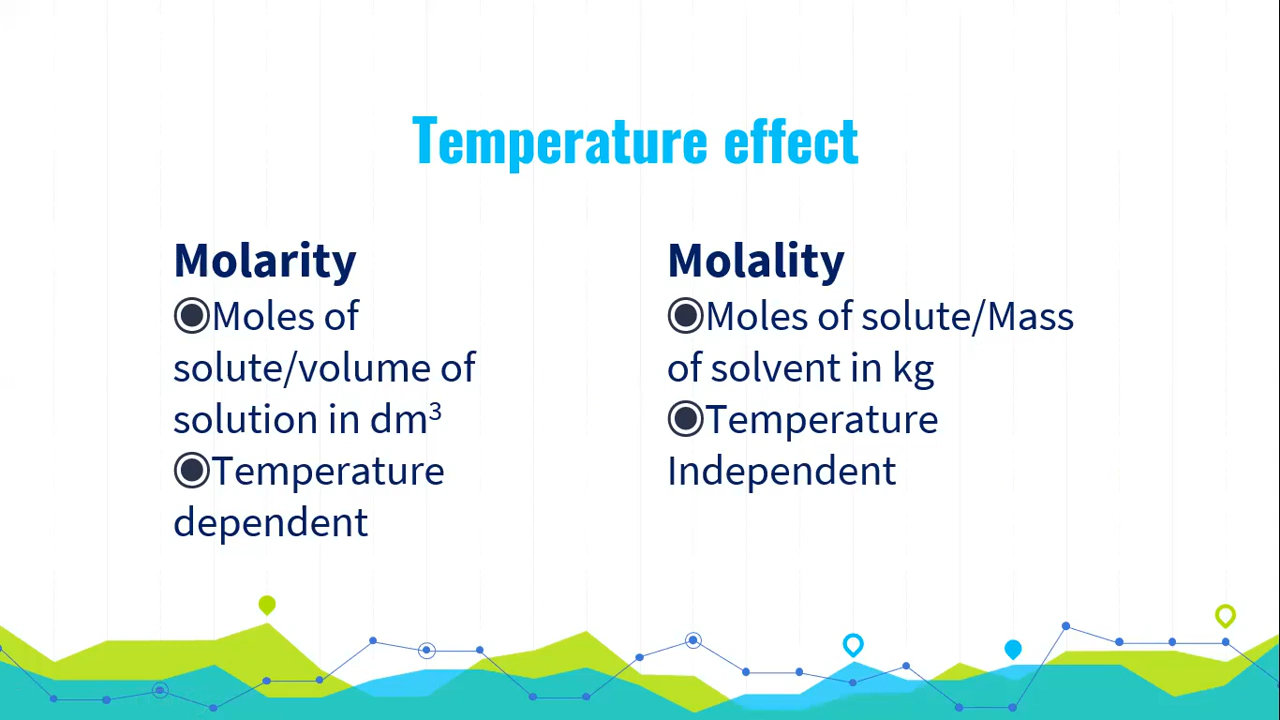 Temperature effect
Molarity
◉Moles of
solute/volume of
solution in dm³
◉Temperature
dependent
Molality
◉Moles of solute/Mass
of solvent in kg
◉Temperature
Independent